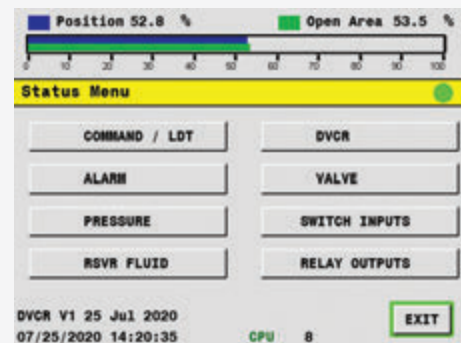 Position 52.8 % Open Area 53.5 %
0 10 20 30 40 50 60 70 80 90 100
Status Menu
COMMAND / LDT DVCR
ALARM VALVE
PRESSURE SWITCH INPUTS
RSVR FLUID RELAY OUTPUTS
DVCR V1 25 Jul 2020 EXIT
07/25/2020 14:20:35 CPU 8